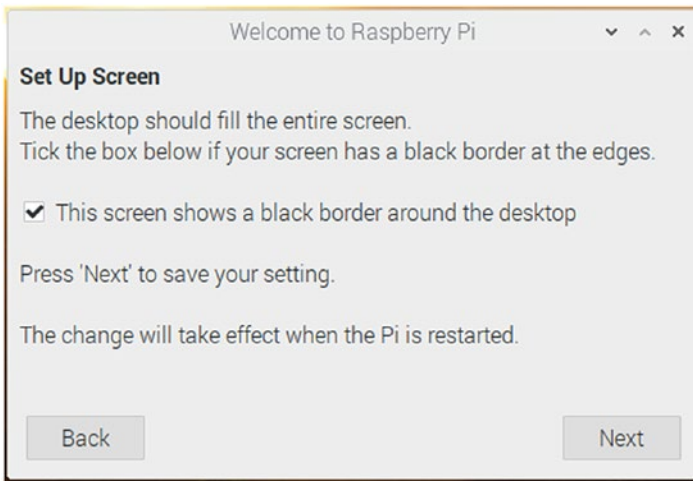 Welcome to Raspberry Pi
Set Up Screen
The desktop should fill the entire screen.
Tick the box below if your screen has a black border at the edges.
This screen shows a black border around the desktop
Press 'Next' to save your setting.
The change will take effect when the Pi is restarted.
Back Next